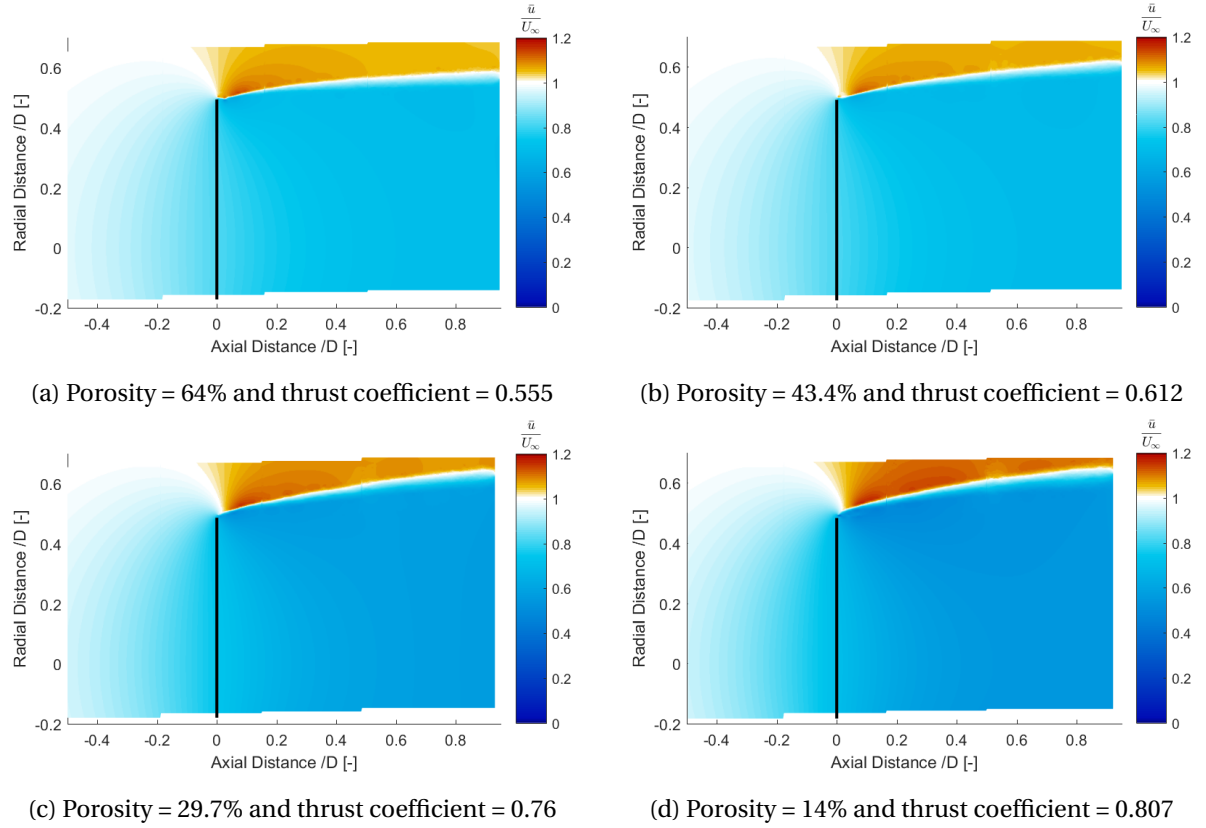 ū/U∞
1.2
1
0.8
0.6
0.4
0.2
0
Radial Distance /D [-]
0.6
0.4
0.2
0
-0.2
-0.4 -0.2 0 0.2 0.4 0.6 0.8
Axial Distance /D [-]
(a) Porosity = 64% and thrust coefficient = 0.555
ū/U∞
1.2
1
0.8
0.6
0.4
0.2
0
Radial Distance /D [-]
0.6
0.4
0.2
0
-0.2
-0.4 -0.2 0 0.2 0.4 0.6 0.8
Axial Distance /D [-]
(b) Porosity = 43.4% and thrust coefficient = 0.612
ū/U∞
1.2
1
0.8
0.6
0.4
0.2
0
Radial Distance /D [-]
0.6
0.4
0.2
0
-0.2
-0.4 -0.2 0 0.2 0.4 0.6 0.8
Axial Distance /D [-]
(c) Porosity = 29.7% and thrust coefficient = 0.76
ū/U∞
1.2
1
0.8
0.6
0.4
0.2
0
Radial Distance /D [-]
0.6
0.4
0.2
0
-0.2
-0.4 -0.2 0 0.2 0.4 0.6 0.8
Axial Distance /D [-]
(d) Porosity = 14% and thrust coefficient = 0.807